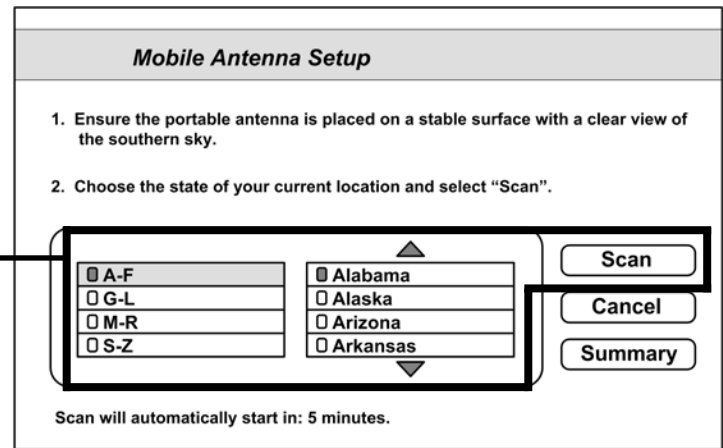 Mobile Antenna Setup
1. Ensure the portable antenna is placed on a stable surface with a clear view of
the southern sky.
2. Choose the state of your current location and select “Scan”.
A-F
G-L
M-R
S-Z
Alabama
Alaska
Arizona
Arkansas
Scan
Cancel
Summary
Scan will automatically start in: 5 minutes.